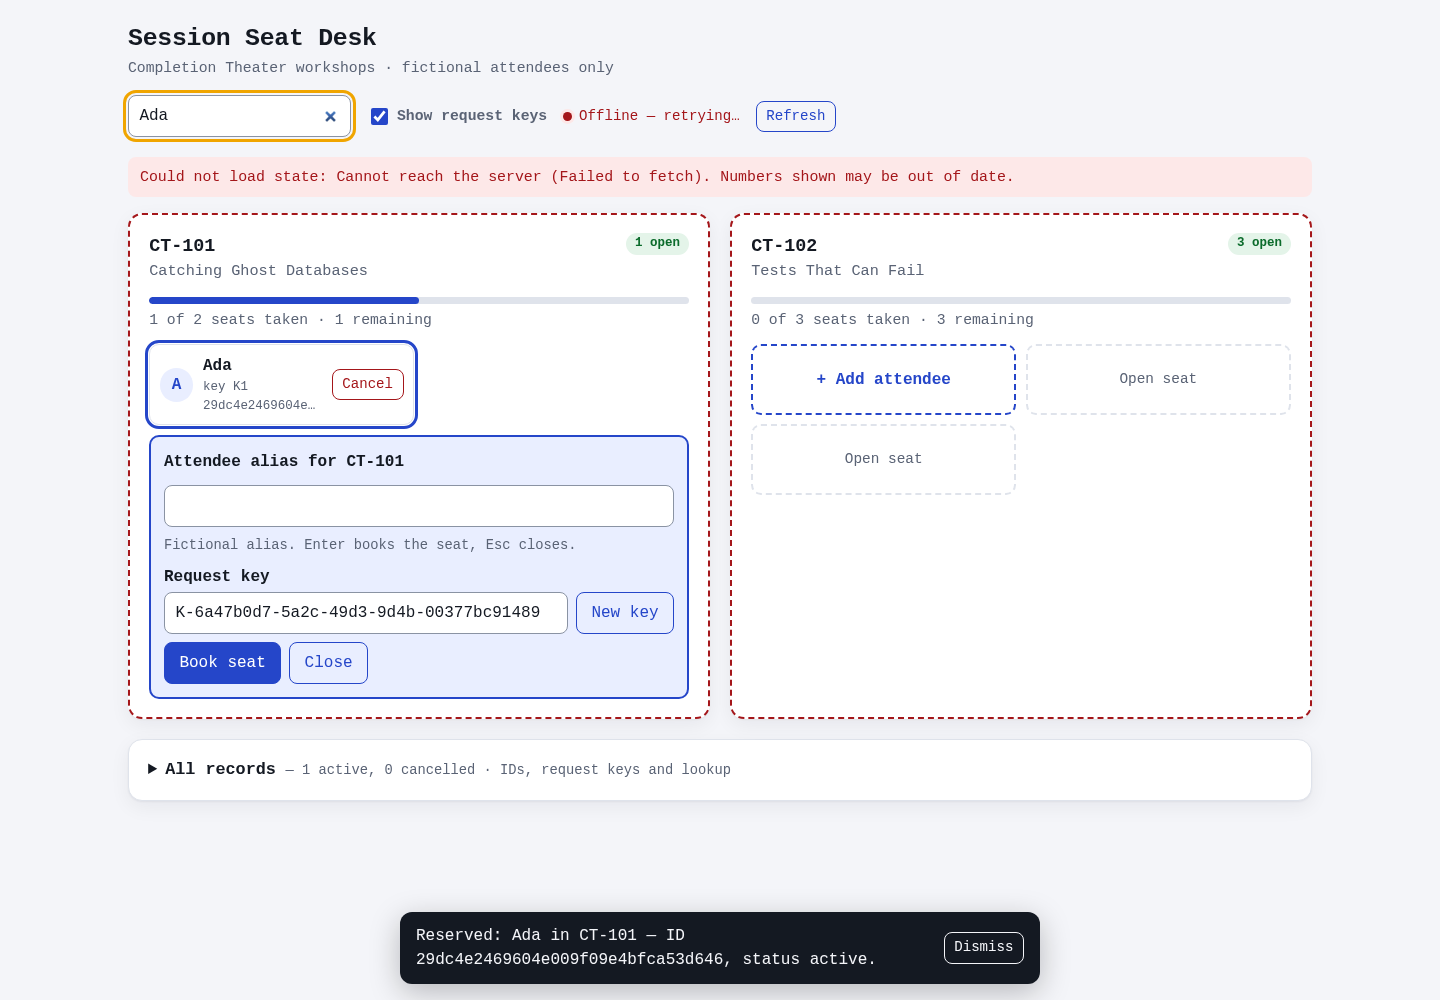 Session Seat Desk
Completion Theater workshops · fictional attendees only
Ada
Show request keys
Offline — retrying…
Refresh
Could not load state: Cannot reach the server (Failed to fetch). Numbers shown may be out of date.
CT-101
1 open
Catching Ghost Databases
1 of 2 seats taken · 1 remaining
A
Ada
key K1
29dc4e2469604e…
Cancel
Attendee alias for CT-101
Fictional alias. Enter books the seat, Esc closes.
Request key
K-6a47b0d7-5a2c-49d3-9d4b-00377bc91489
New key
Book seat
Close
CT-102
3 open
Tests That Can Fail
0 of 3 seats taken · 3 remaining
+ Add attendee
Open seat
Open seat
All records — 1 active, 0 cancelled · IDs, request keys and lookup
Reserved: Ada in CT-101 — ID
29dc4e2469604e009f09e4bfca53d646, status active.
Dismiss